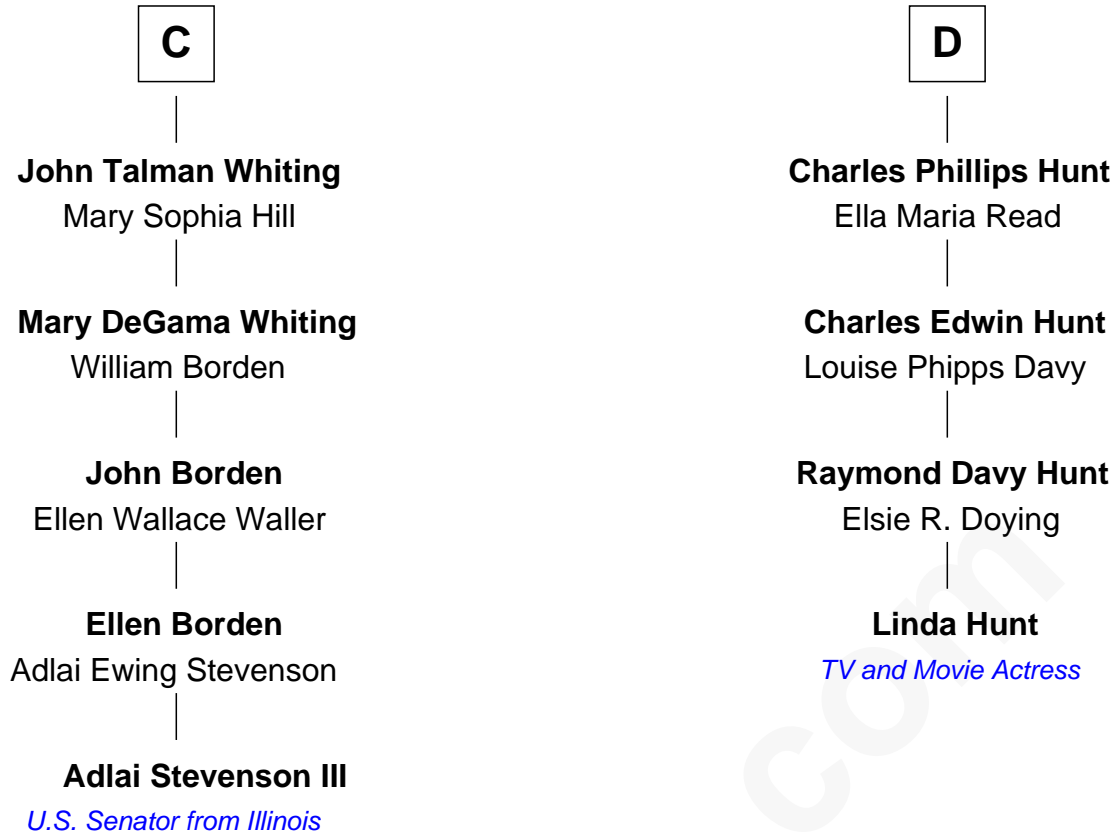 C
John Talman Whiting
Mary Sophia Hill
Mary DeGama Whiting
William Borden
John Borden
Ellen Wallace Waller
Ellen Borden
Adlai Ewing Stevenson
Adlai Stevenson III
U.S. Senator from Illinois
D
Charles Phillips Hunt
Ella Maria Read
Charles Edwin Hunt
Louise Phipps Davy
Raymond Davy Hunt
Elsie R. Doying
Linda Hunt
TV and Movie Actress
com